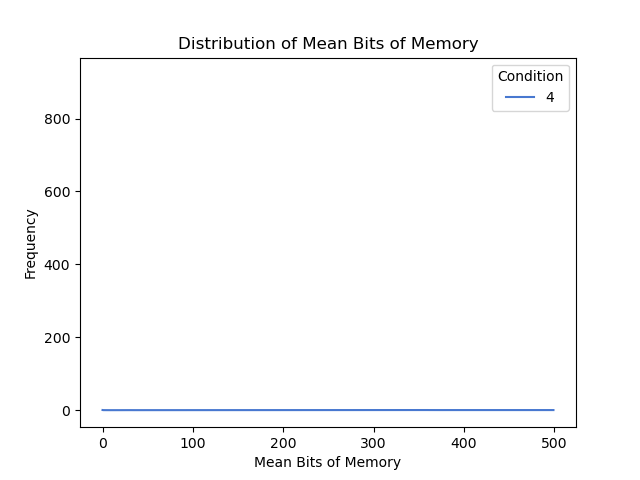 Distribution of Mean Bits of Memory
Condition
4
800
600
400
200
0
Frequency
0 100 200 300 400 500
Mean Bits of Memory